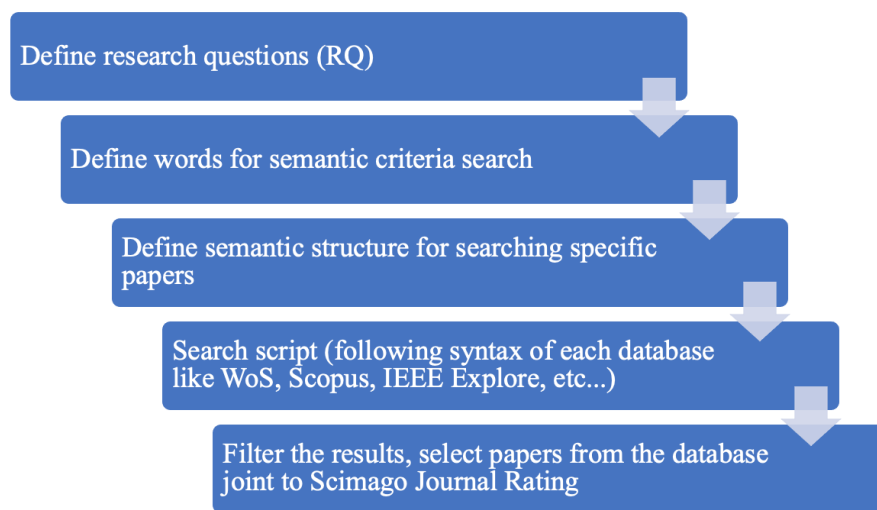 Define research questions (RQ)
Define words for semantic criteria search
Define semantic structure for searching specific
papers
Search script (following syntax of each database
like WoS, Scopus, IEEE Explore, etc...)
Filter the results, select papers from the database
joint to Scimago Journal Rating